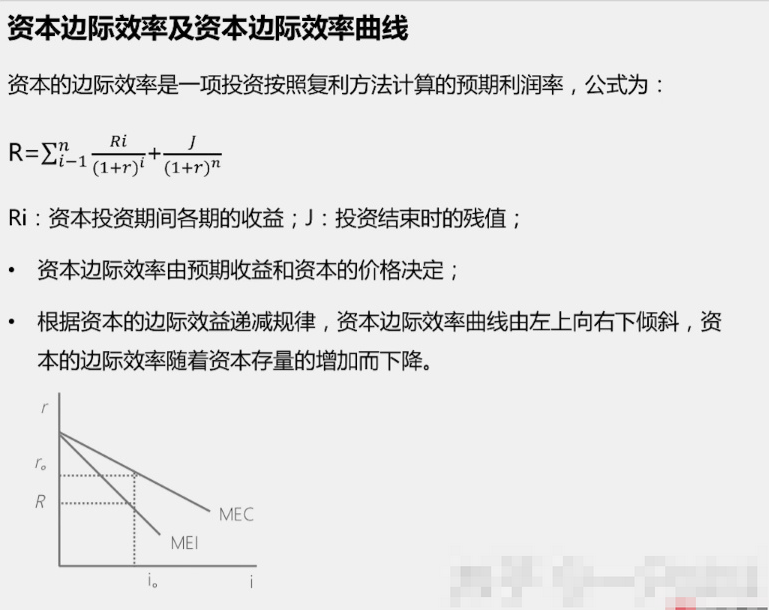 资本边际效率及资本边际效率曲线
资本的边际效率是一项投资按照复利方法计算的预期利润率，公式为：
R=∑_{i−1}^{n} Ri/(1+r)^i + J/(1+r)^n
Ri：资本投资期间各期的收益；J：投资结束时的残值；
• 资本边际效率由预期收益和资本的价格决定；
• 根据资本的边际效益递减规律，资本边际效率曲线由左上向右下倾斜，资
本的边际效率随着资本存量的增加而下降。
r
r。
R
MEC
MEI
i。
i